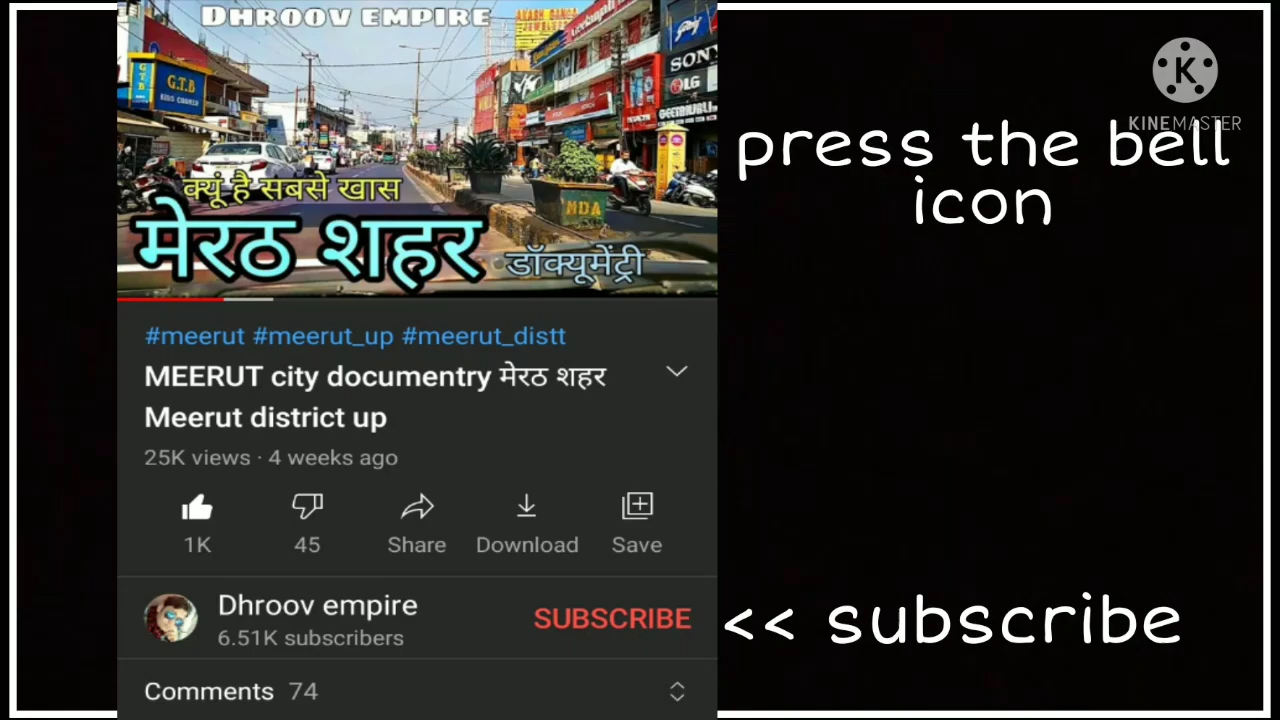 DHROOV EMPIRE
G.T.B
SONY
LG
MDA
क्यूं है सबसे खास
मेरठ शहर डॉक्यूमेंट्री
#meerut #meerut_up #meerut_distt
MEERUT city documentry मेरठ शहर
Meerut district up
25K views · 4 weeks ago
1K 45 Share Download Save
Dhroov empire
6.51K subscribers
SUBSCRIBE
Comments 74
K
KINEMASTER
press the bell
icon
<< subscribe